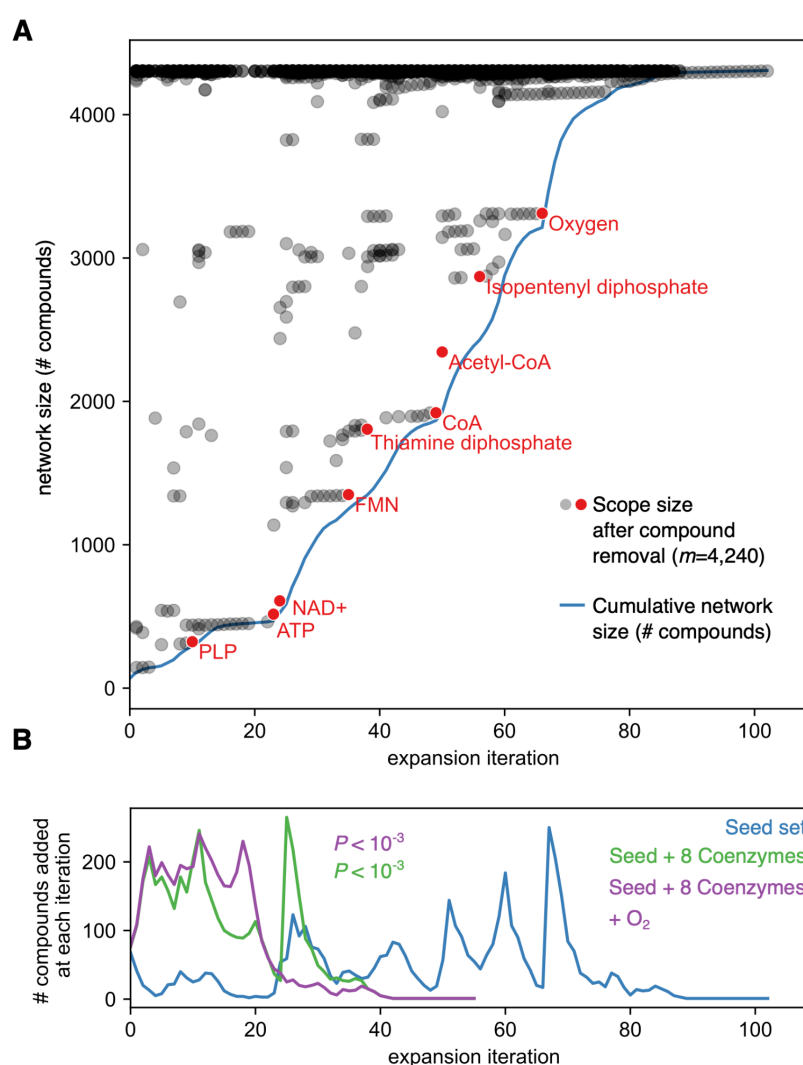 A
network size (# compounds)
4000
3000
2000
1000
0
Oxygen
Isopentenyl diphosphate
Acetyl-CoA
CoA
Thiamine diphosphate
FMN
NAD+
ATP
PLP
Scope size
after compound
removal (m=4,240)
Cumulative network
size (# compounds)
0 20 40 60 80 100
expansion iteration
B
# compounds added
at each iteration
200
100
0
P < 10⁻³
P < 10⁻³
Seed set
Seed + 8 Coenzymes
Seed + 8 Coenzymes
+ O₂
0 20 40 60 80 100
expansion iteration